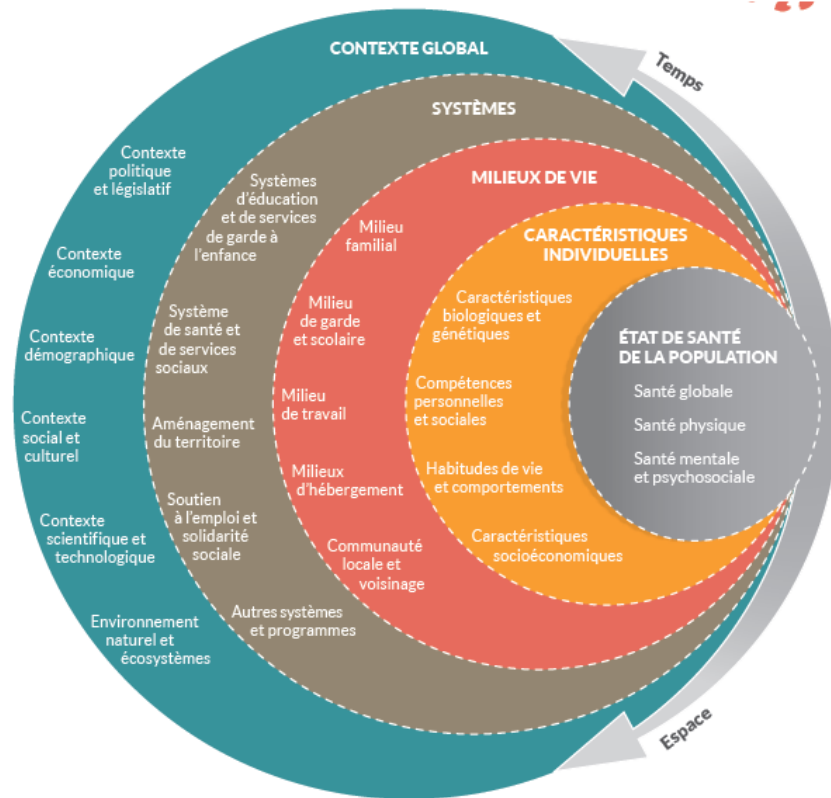 CONTEXTE GLOBAL
Temps
SYSTÈMES
MILIEUX DE VIE
CARACTÉRISTIQUES
INDIVIDUELLES
ÉTAT DE SANTÉ
DE LA POPULATION
Santé globale
Santé physique
Santé mentale
et psychosociale
Contexte
politique
et législatif
Contexte
économique
Contexte
démographique
Contexte
social et
culturel
Contexte
scientifique et
technologique
Environnement
naturel et
écosystèmes
Systèmes
d'éducation
et de services
de garde à
l'enfance
Système
de santé et
de services
sociaux
Aménagement
du territoire
Soutien
à l'emploi et
solidarité
sociale
Autres systèmes
et programmes
Milieu
familial
Milieu
de garde
et scolaire
Milieu
de travail
Milieux
d'hébergement
Communauté
locale et
voisinage
Caractéristiques
biologiques et
génétiques
Compétences
personnelles
et sociales
Habitudes de vie
et comportements
Caractéristiques
socioéconomiques
Espace